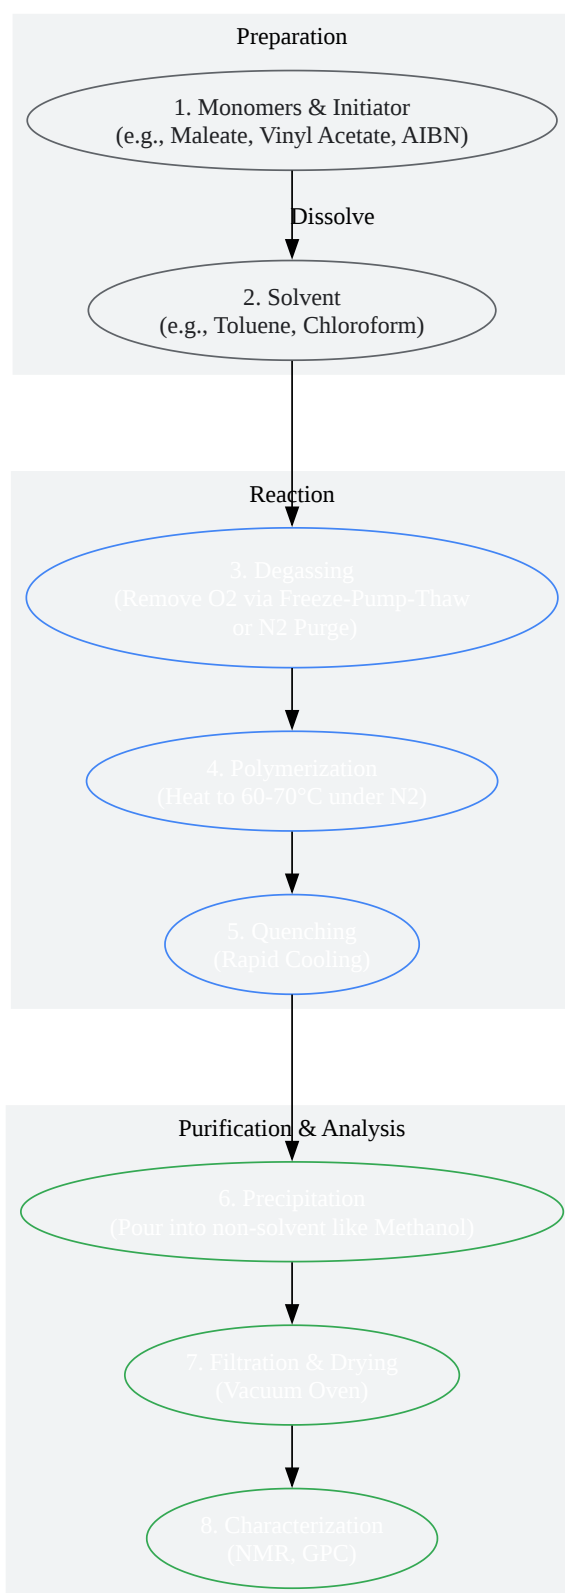 Preparation
1. Monomers & Initiator
(e.g., Maleate, Vinyl Acetate, AIBN)
Dissolve
2. Solvent
(e.g., Toluene, Chloroform)
Reaction
3. Degassing
(Remove O2 via Freeze-Pump-Thaw
or N2 Purge)
4. Polymerization
(Heat to 60-70°C under N2)
5. Quenching
(Rapid Cooling)
Purification & Analysis
6. Precipitation
(Pour into non-solvent like Methanol)
7. Filtration & Drying
(Vacuum Oven)
8. Characterization
(NMR, GPC)